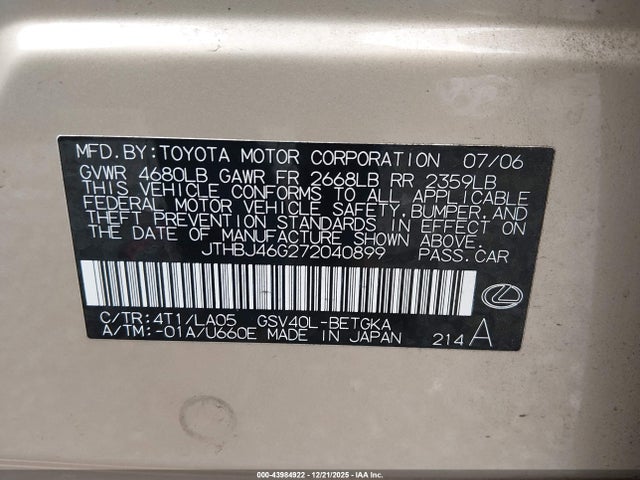 MFD.BY: TOYOTA MOTOR CORPORATION 07/06
GVWR 4680LB GAWR FR 2668LB RR 2359LB
THIS VEHICLE CONFORMS TO ALL APPLICABLE
FEDERAL MOTOR VEHICLE SAFETY,BUMPER, AND
THEFT PREVENTION STANDARDS IN EFFECT ON
THE DATE OF MANUFACTURE SHOWN ABOVE.
JTHBJ46G272040899 PASS.CAR
C/TR:4T1/LA05 GSV40L-BETGKA
A/TM:-01A/U660E MADE IN JAPAN 214 A
000-43984922 - 12/21/2025 - IAA Inc.